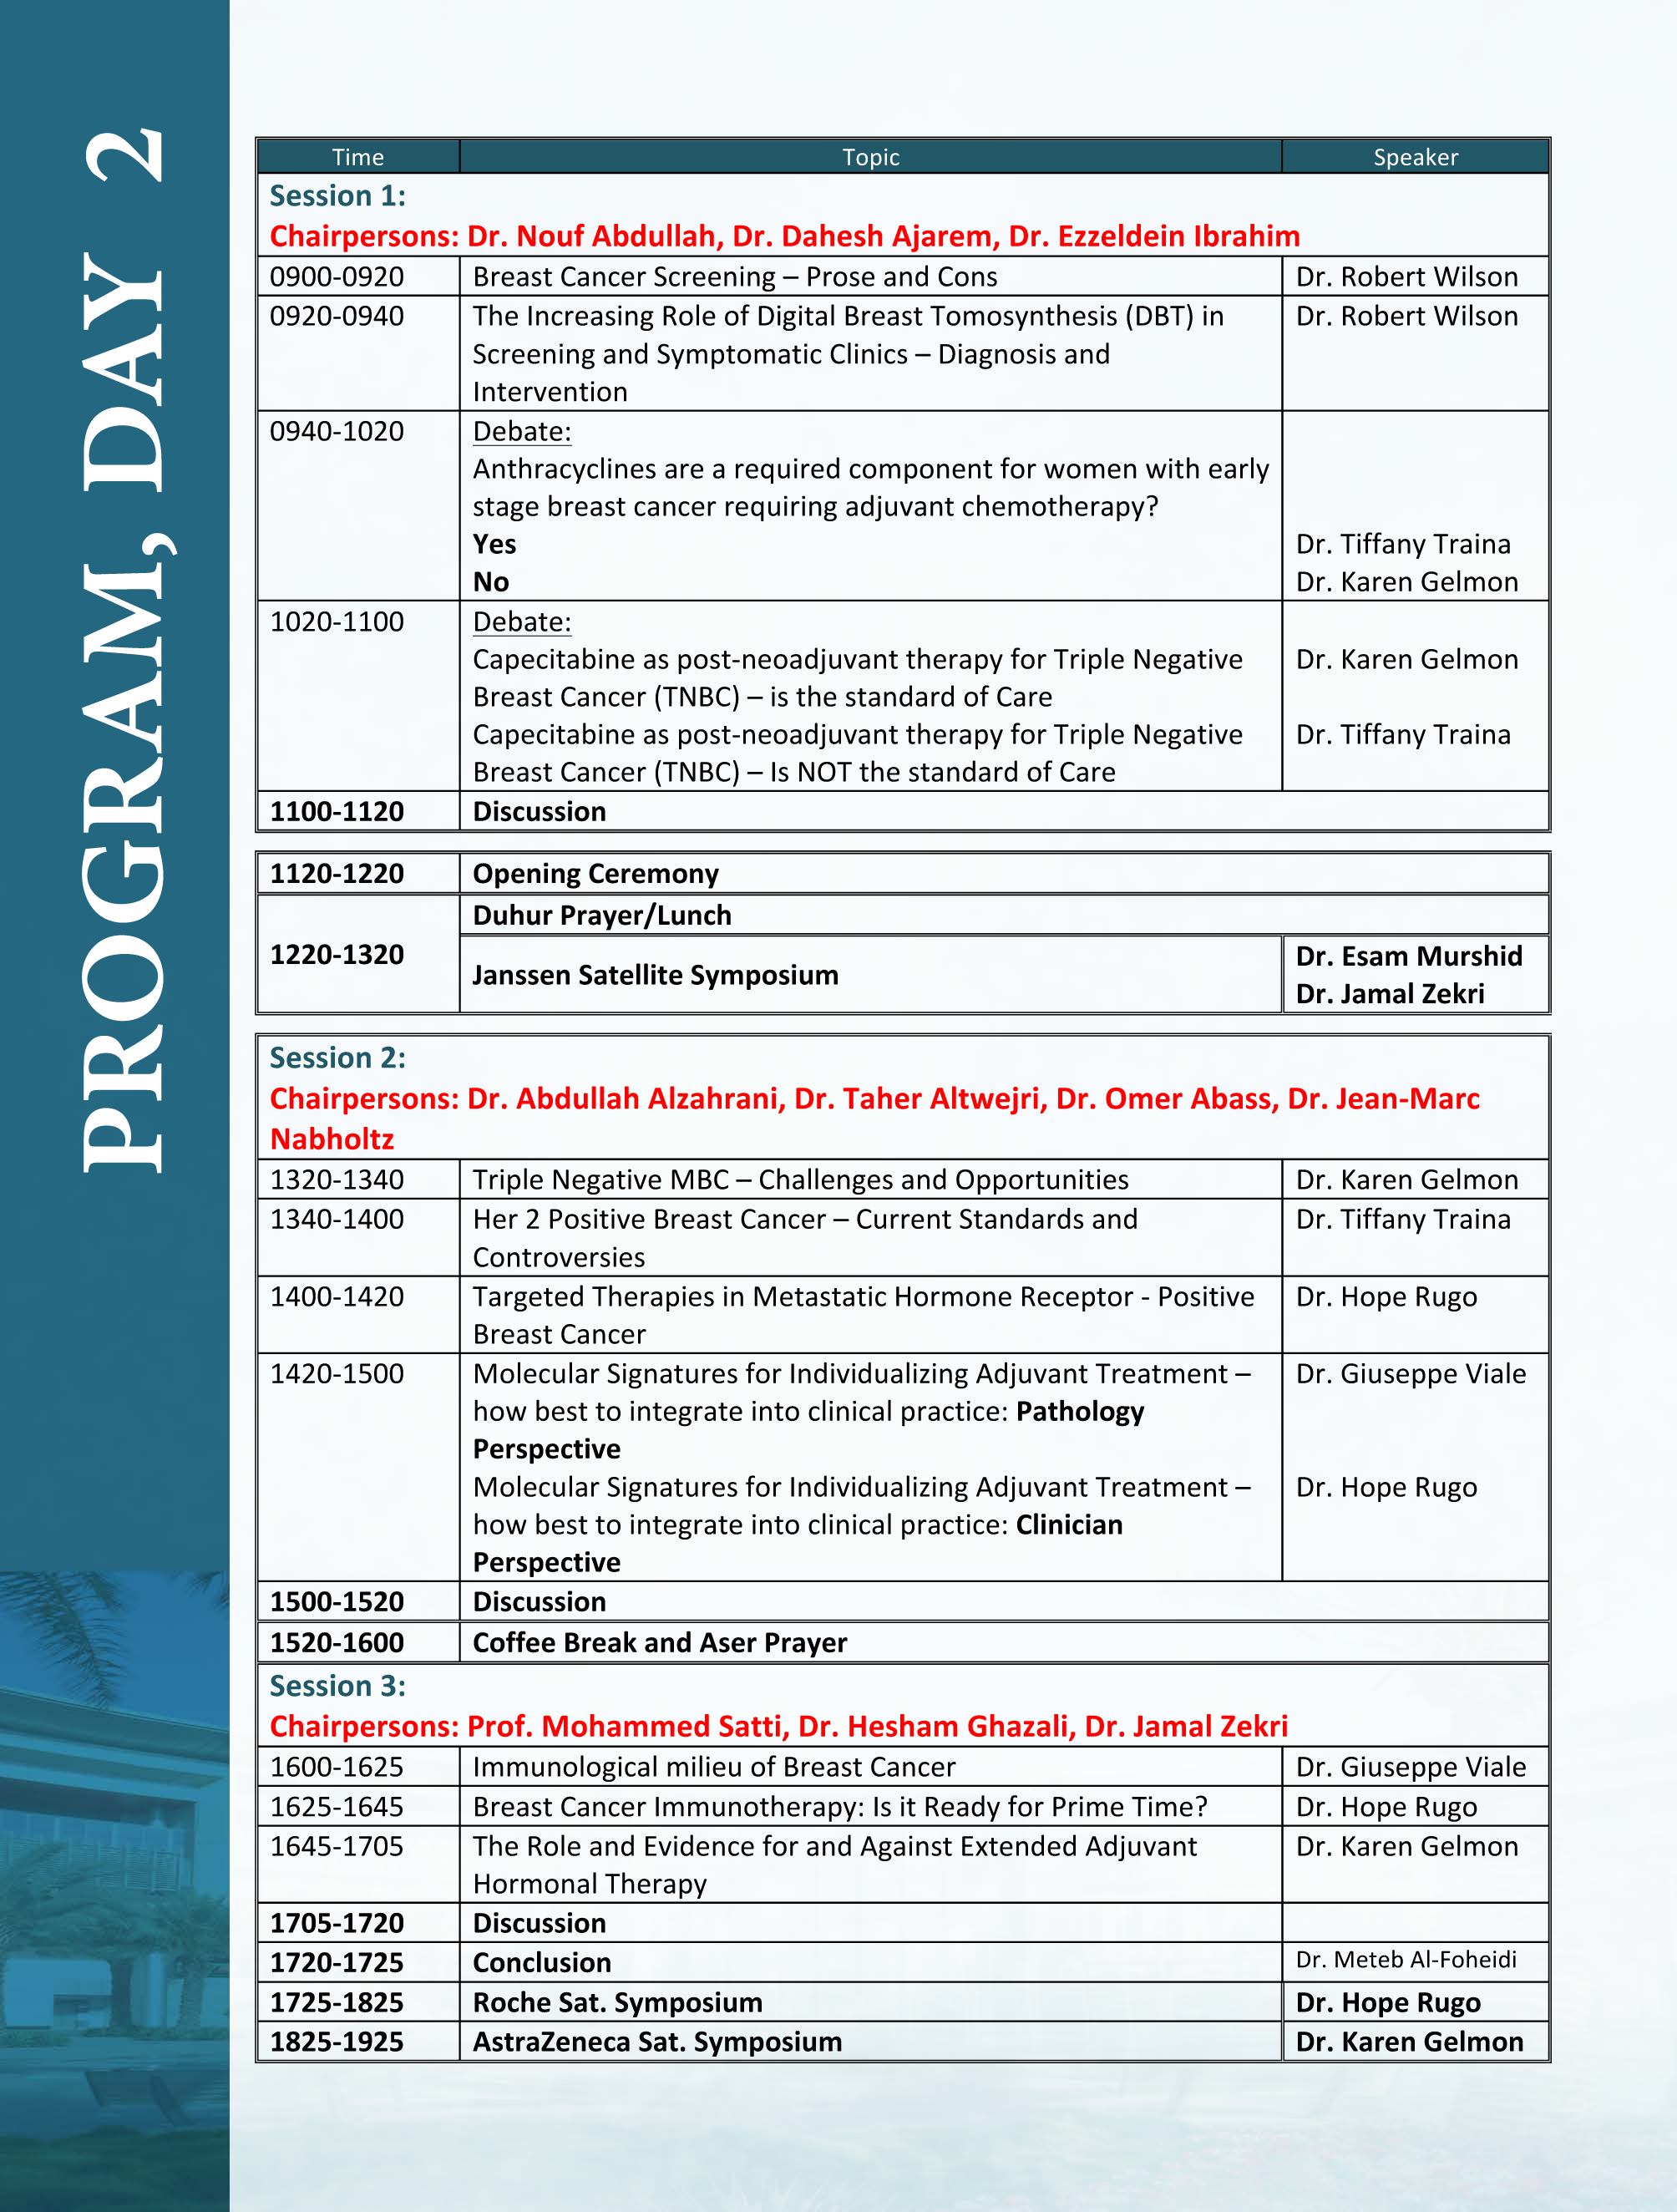 PROGRAM, DAY 2
Time Topic Speaker
Session 1:
Chairpersons: Dr. Nouf Abdullah, Dr. Dahesh Ajarem, Dr. Ezzeldein Ibrahim
0900-0920 Breast Cancer Screening – Prose and Cons Dr. Robert Wilson
0920-0940 The Increasing Role of Digital Breast Tomosynthesis (DBT) in Dr. Robert Wilson
Screening and Symptomatic Clinics – Diagnosis and
Intervention
0940-1020 Debate:
Anthracyclines are a required component for women with early
stage breast cancer requiring adjuvant chemotherapy?
Yes Dr. Tiffany Traina
No Dr. Karen Gelmon
1020-1100 Debate:
Capecitabine as post-neoadjuvant therapy for Triple Negative Dr. Karen Gelmon
Breast Cancer (TNBC) – is the standard of Care
Capecitabine as post-neoadjuvant therapy for Triple Negative Dr. Tiffany Traina
Breast Cancer (TNBC) – Is NOT the standard of Care
1100-1120 Discussion
1120-1220 Opening Ceremony
Duhur Prayer/Lunch
1220-1320 Janssen Satellite Symposium Dr. Esam Murshid
Dr. Jamal Zekri
Session 2:
Chairpersons: Dr. Abdullah Alzahrani, Dr. Taher Altwejri, Dr. Omer Abass, Dr. Jean-Marc
Nabholtz
1320-1340 Triple Negative MBC – Challenges and Opportunities Dr. Karen Gelmon
1340-1400 Her 2 Positive Breast Cancer – Current Standards and Dr. Tiffany Traina
Controversies
1400-1420 Targeted Therapies in Metastatic Hormone Receptor - Positive Dr. Hope Rugo
Breast Cancer
1420-1500 Molecular Signatures for Individualizing Adjuvant Treatment – Dr. Giuseppe Viale
how best to integrate into clinical practice: Pathology
Perspective
Molecular Signatures for Individualizing Adjuvant Treatment – Dr. Hope Rugo
how best to integrate into clinical practice: Clinician
Perspective
1500-1520 Discussion
1520-1600 Coffee Break and Aser Prayer
Session 3:
Chairpersons: Prof. Mohammed Satti, Dr. Hesham Ghazali, Dr. Jamal Zekri
1600-1625 Immunological milieu of Breast Cancer Dr. Giuseppe Viale
1625-1645 Breast Cancer Immunotherapy: Is it Ready for Prime Time? Dr. Hope Rugo
1645-1705 The Role and Evidence for and Against Extended Adjuvant Dr. Karen Gelmon
Hormonal Therapy
1705-1720 Discussion
1720-1725 Conclusion Dr. Meteb Al-Foheidi
1725-1825 Roche Sat. Symposium Dr. Hope Rugo
1825-1925 AstraZeneca Sat. Symposium Dr. Karen Gelmon